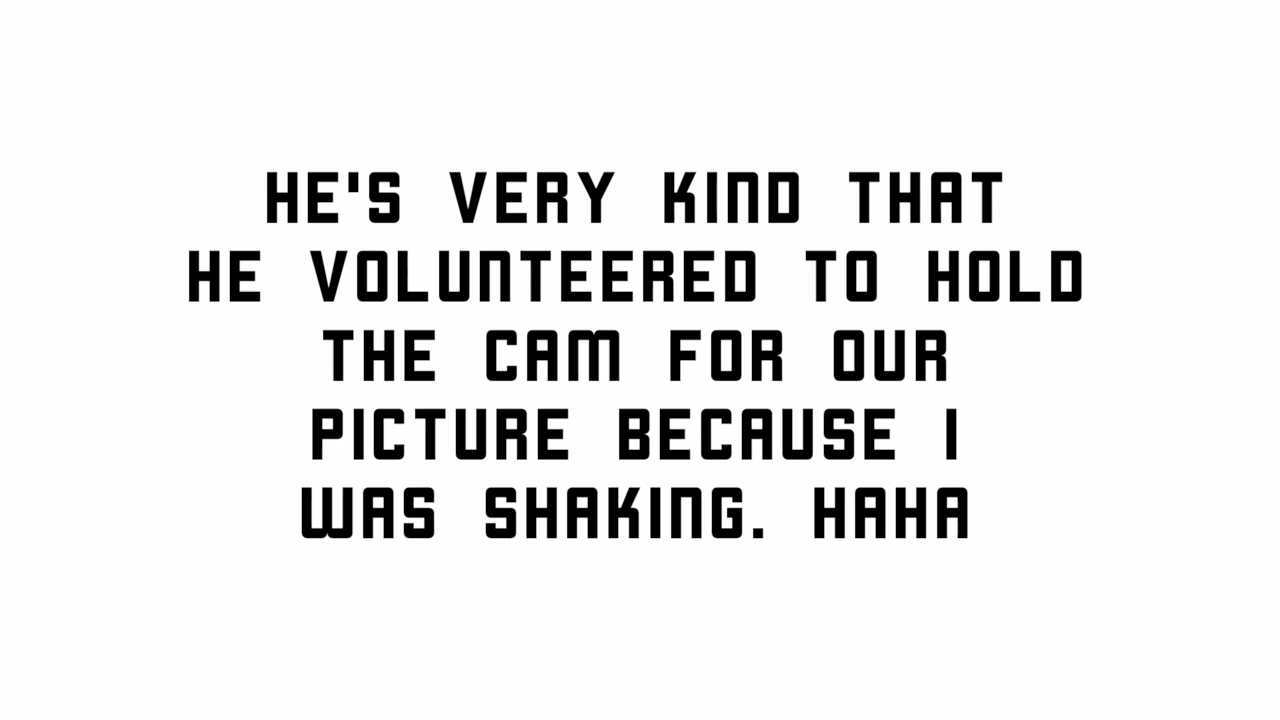 HE'S VERY KIND THAT
HE VOLUNTEERED TO HOLD
THE CAM FOR OUR
PICTURE BECAUSE I
WAS SHAKING. HAHA